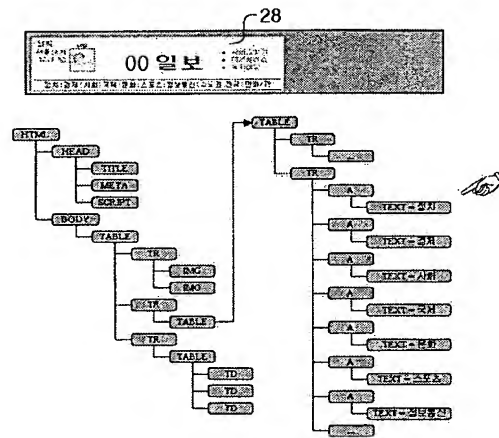 28
00 일보
HTML
HEAD
TITLE
META
SCRIPT
BODY
TABLE
TR
IMG
IMG
TR
TABLE
TR
TABLE
TD
TD
TD
TABLE
TR
...
TR
A
TEXT = 정치
A
TEXT = 경제
A
TEXT = 사회
A
TEXT = 국제
A
TEXT = 문화
A
TEXT = 스포츠
A
TEXT = 정보통신
...